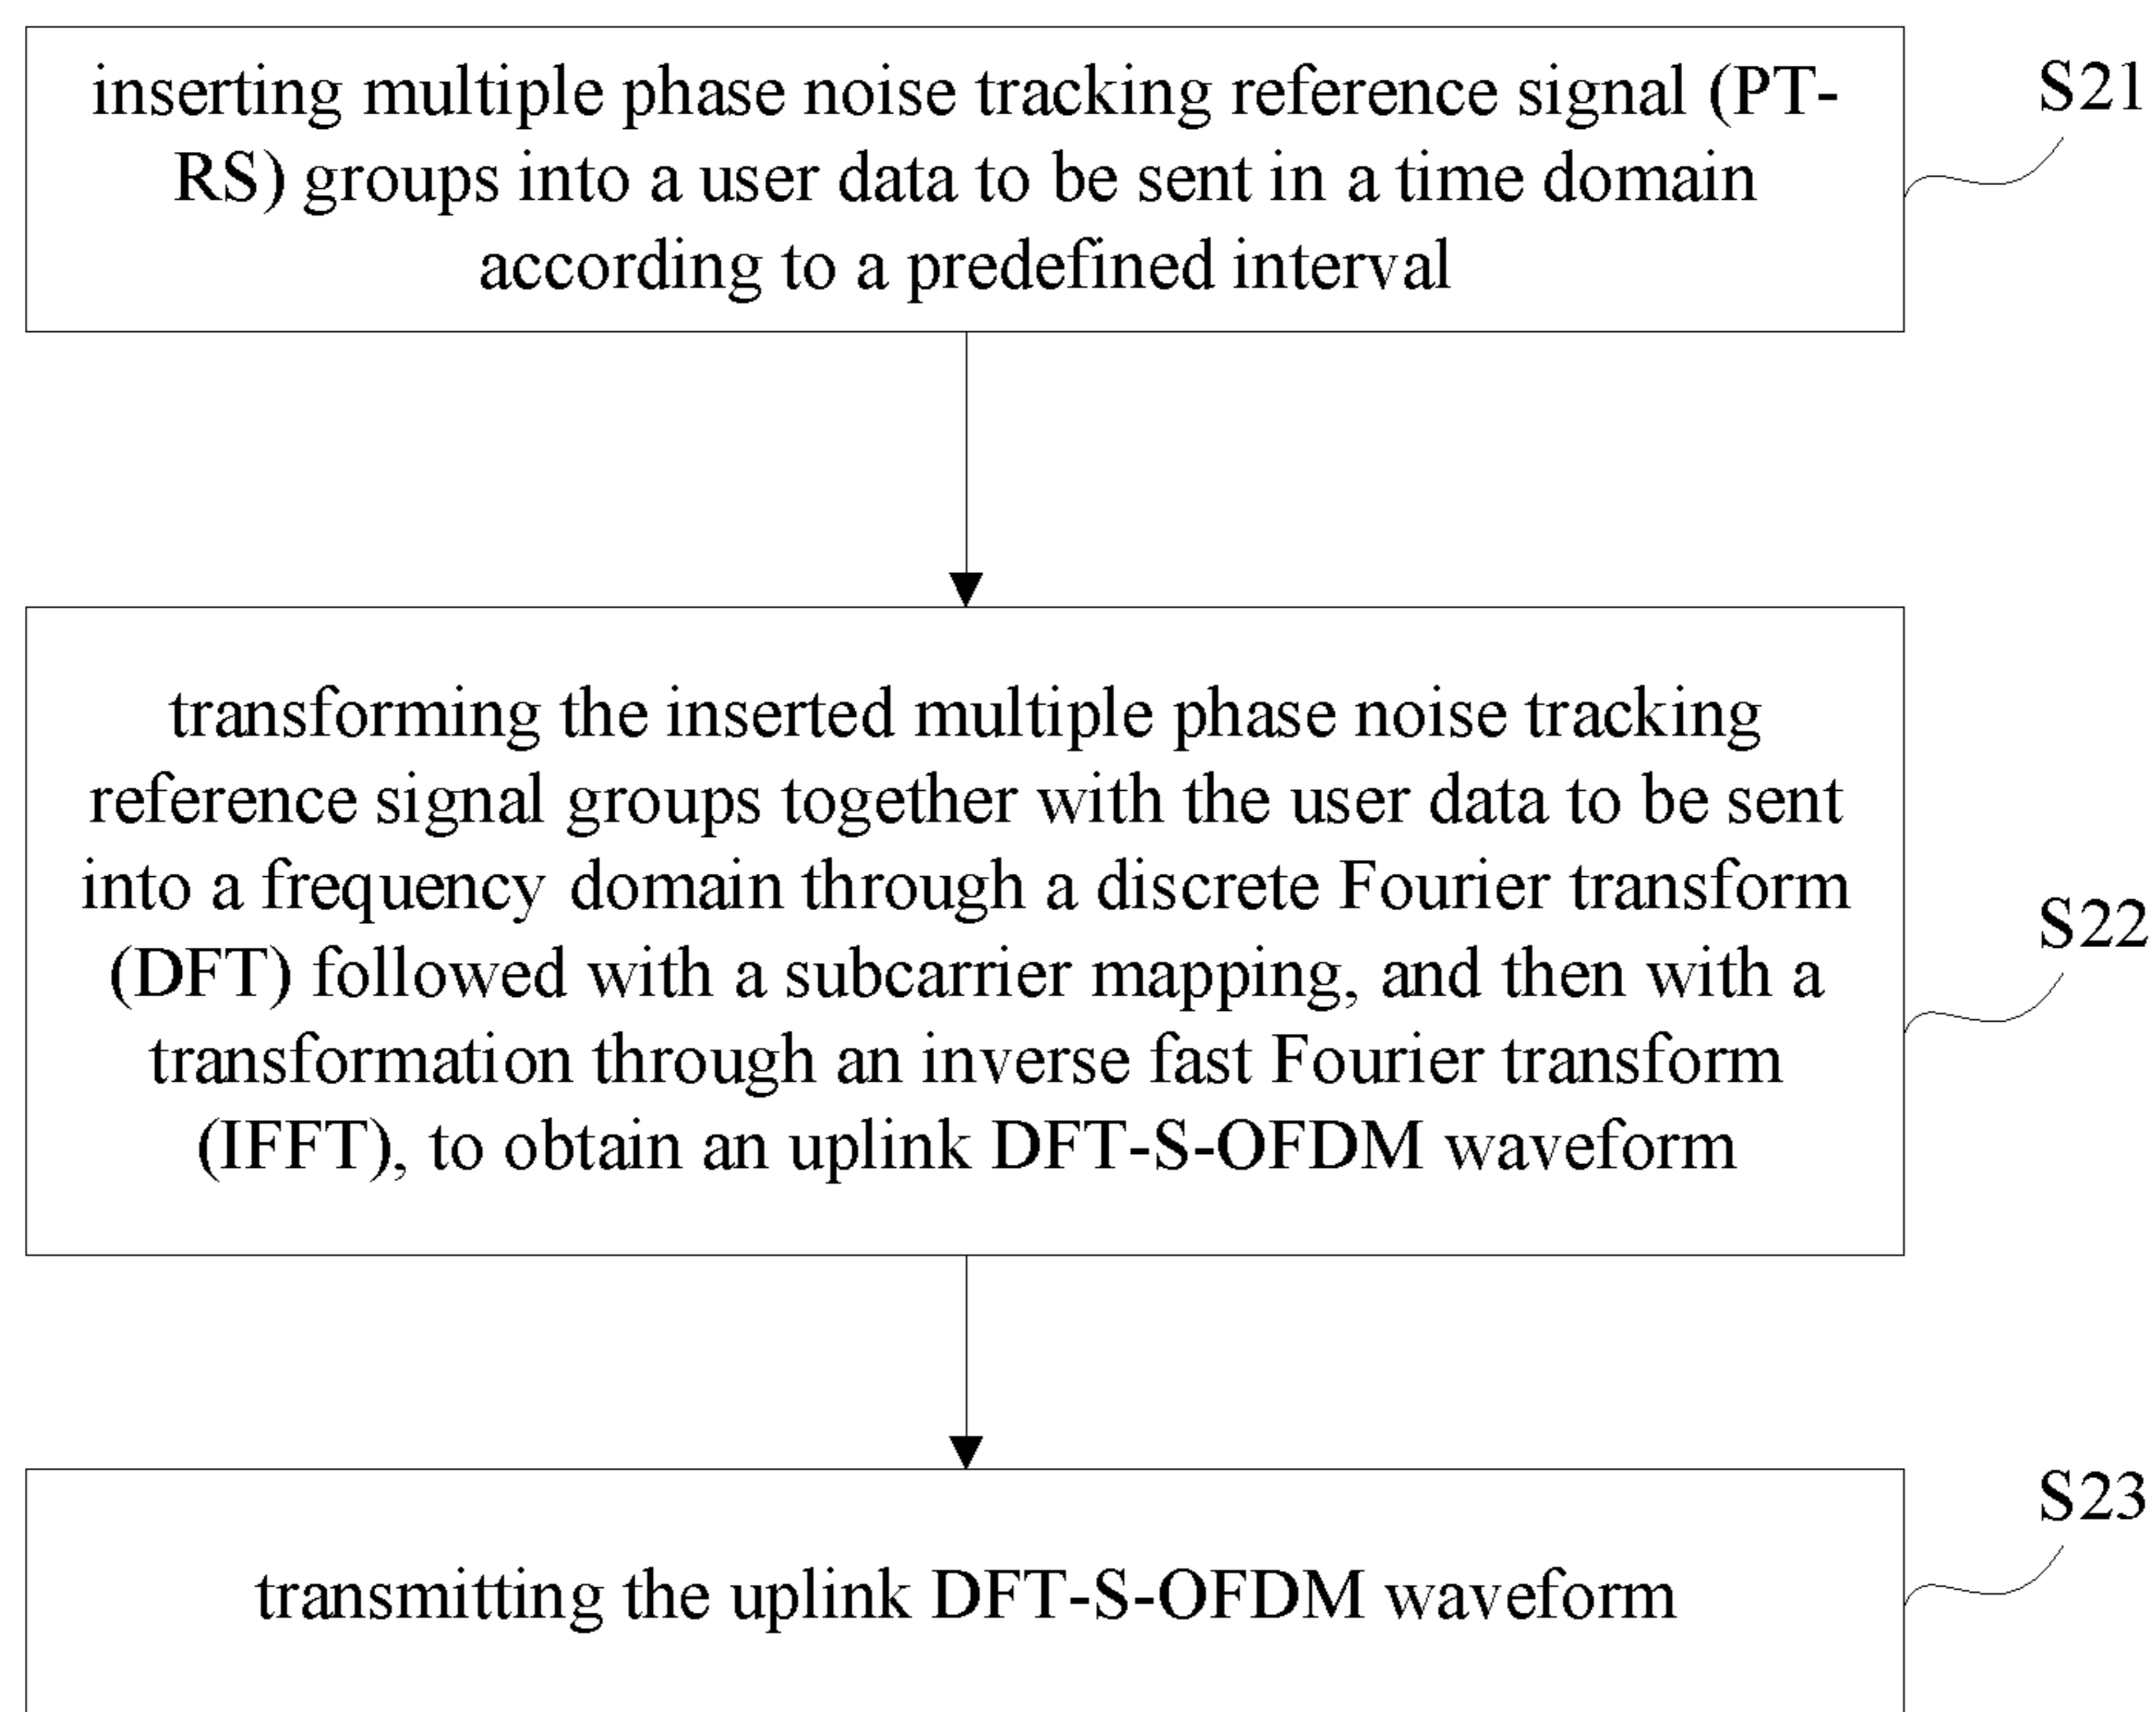 inserting multiple phase noise tracking reference signal (PT-
RS) groups into a user data to be sent in a time domain
according to a predefined interval
S21
transforming the inserted multiple phase noise tracking
reference signal groups together with the user data to be sent
into a frequency domain through a discrete Fourier transform
(DFT) followed with a subcarrier mapping, and then with a
transformation through an inverse fast Fourier transform
(IFFT), to obtain an uplink DFT-S-OFDM waveform
S22
transmitting the uplink DFT-S-OFDM waveform
S23